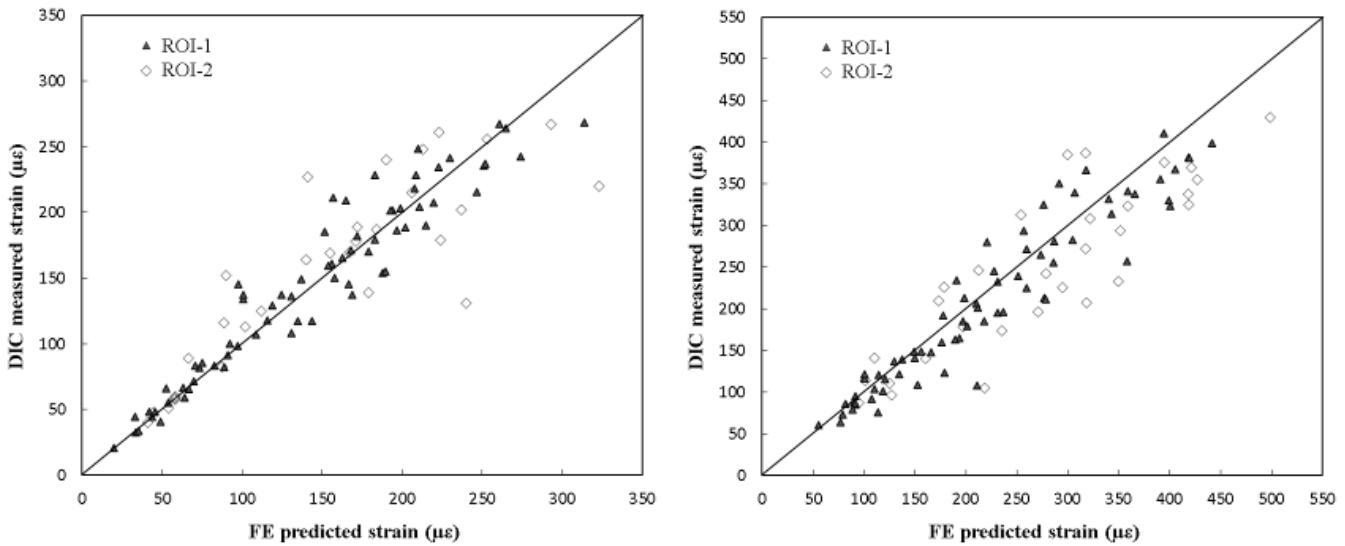 350
300
250
200
150
100
50
0
DIC measured strain (με)
ROI-1
ROI-2
0 50 100 150 200 250 300 350
FE predicted strain (με)
550
500
450
400
350
300
250
200
150
100
50
0
DIC measured strain (με)
ROI-1
ROI-2
0 50 100 150 200 250 300 350 400 450 500 550
FE predicted strain (με)